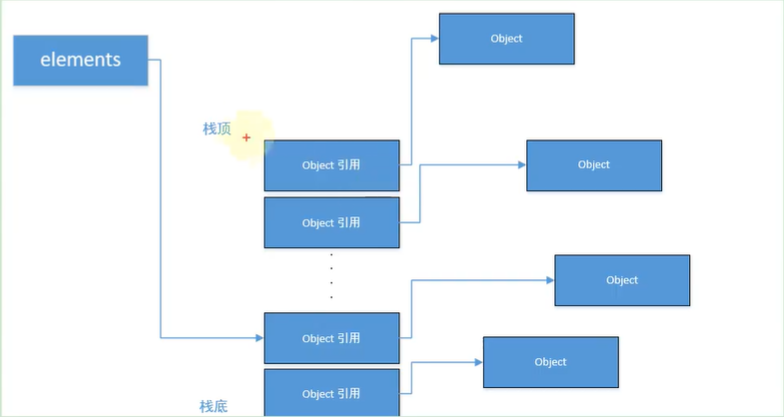 elements
Object
栈顶
Object 引用
Object
Object 引用
Object
Object 引用
Object
Object 引用
栈底